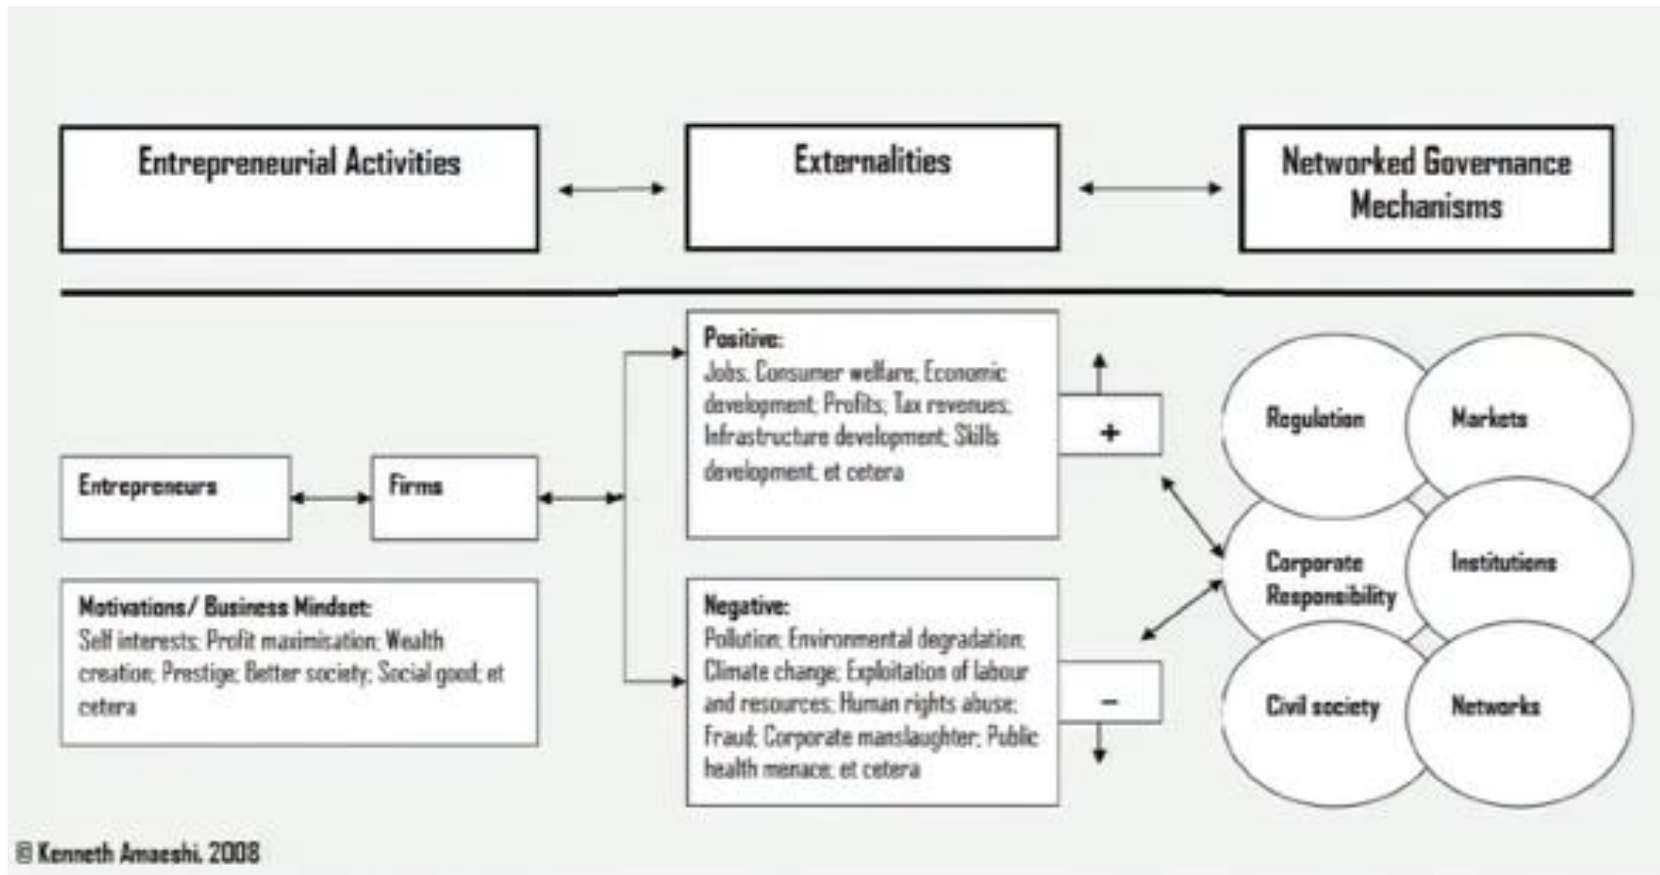 Entrepreneurial Activities
Externalities
Networked Governance
Mechanisms
Entrepreneurs
Firms
Motivations/ Business Mindset:
Self interests; Profit maximisation; Wealth
creation; Prestige; Better society; Social good; et
cetera
Positive:
Jobs; Consumer welfare; Economic
development; Profits; Tax revenues;
Infrastructure development; Skills
development; et cetera
+
Negative:
Pollution; Environmental degradation;
Climate change; Exploitation of labour
and resources; Human rights abuse;
Fraud; Corporate manslaughter; Public
health menace; et cetera
-
Regulation
Markets
Corporate
Responsibility
Institutions
Civil society
Networks
© Kenneth Amaeshi, 2008